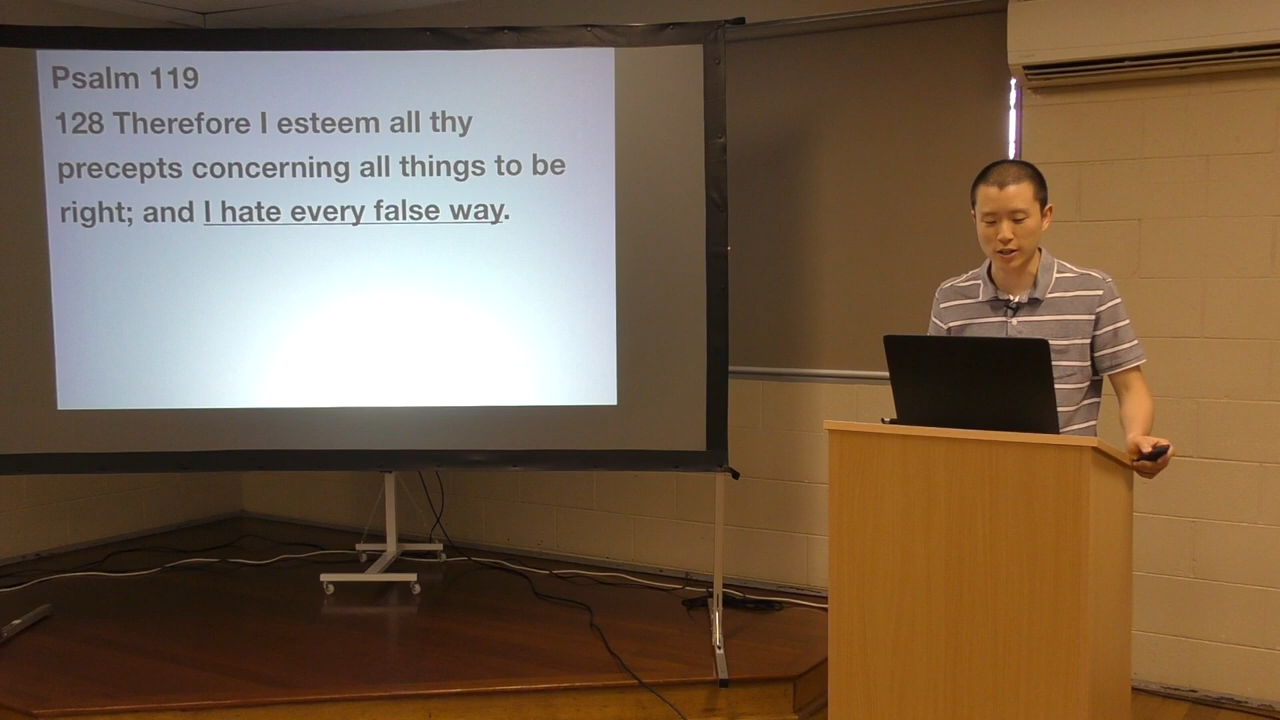 Psalm 119
128 Therefore I esteem all thy
precepts concerning all things to be
right; and I hate every false way.